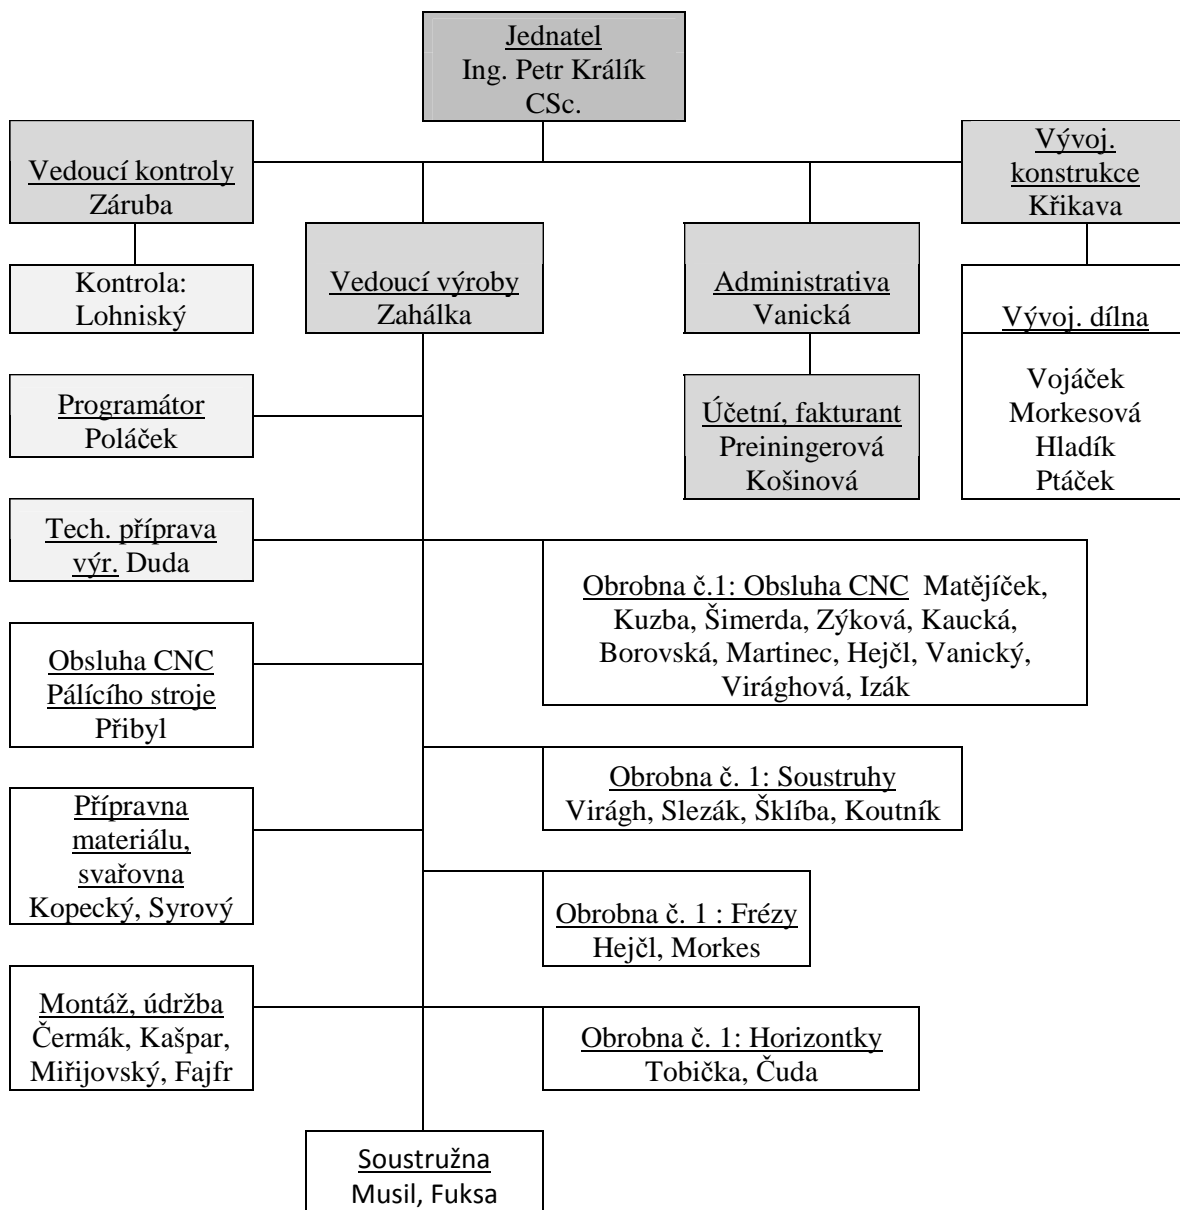 Jednatel
Ing. Petr Králík
CSc.
Vedoucí kontroly
Záruba
Vývoj.
konstrukce
Křikava
Kontrola:
Lohniský
Vedoucí výroby
Zahálka
Administrativa
Vanická
Vývoj. dílna
Vojáček
Morkesová
Hladík
Ptáček
Programátor
Poláček
Účetní, fakturant
Preiningerová
Košinová
Tech. příprava
výr. Duda
Obrobna č.1: Obsluha CNC Matějíček,
Kuzba, Šimerda, Zýková, Kaucká,
Borovská, Martinec, Hejčl, Vanický,
Virághová, Izák
Obsluha CNC
Pálícího stroje
Přibyl
Obrobna č. 1: Soustruhy
Virágh, Slezák, Šklíba, Koutník
Přípravna
materiálu,
svařovna
Kopecký, Syrový
Obrobna č. 1 : Frézy
Hejčl, Morkes
Montáž, údržba
Čermák, Kašpar,
Miřijovský, Fajfr
Obrobna č. 1: Horizontky
Tobička, Čuda
Soustružna
Musil, Fuksa